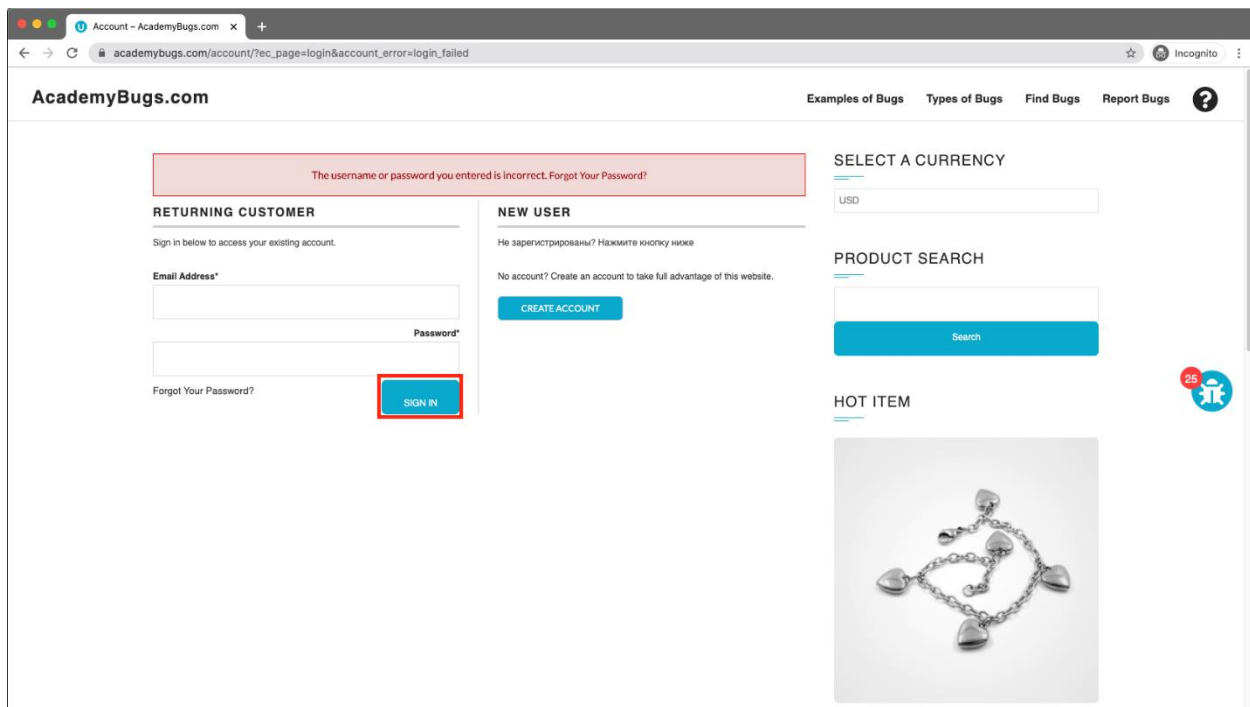 Account – AcademyBugs.com
academybugs.com/account/?ec_page=login&account_error=login_failed
Incognito
AcademyBugs.com
Examples of Bugs
Types of Bugs
Find Bugs
Report Bugs
?
The username or password you entered is incorrect. Forgot Your Password?
RETURNING CUSTOMER
Sign in below to access your existing account.
Email Address*
Password*
Forgot Your Password?
SIGN IN
NEW USER
Не зарегистрированы? Нажмите кнопку ниже
No account? Create an account to take full advantage of this website.
CREATE ACCOUNT
SELECT A CURRENCY
USD
PRODUCT SEARCH
Search
25
HOT ITEM